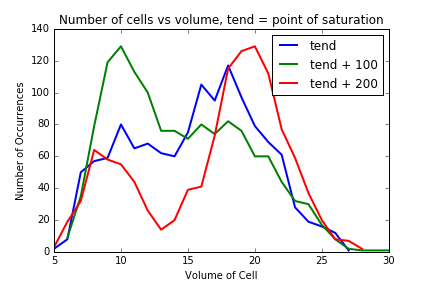 Number of cells vs volume, tend = point of saturation
140
120
100
80
60
40
20
0
Number of Occurrences
tend
tend + 100
tend + 200
5 10 15 20 25 30
Volume of Cell